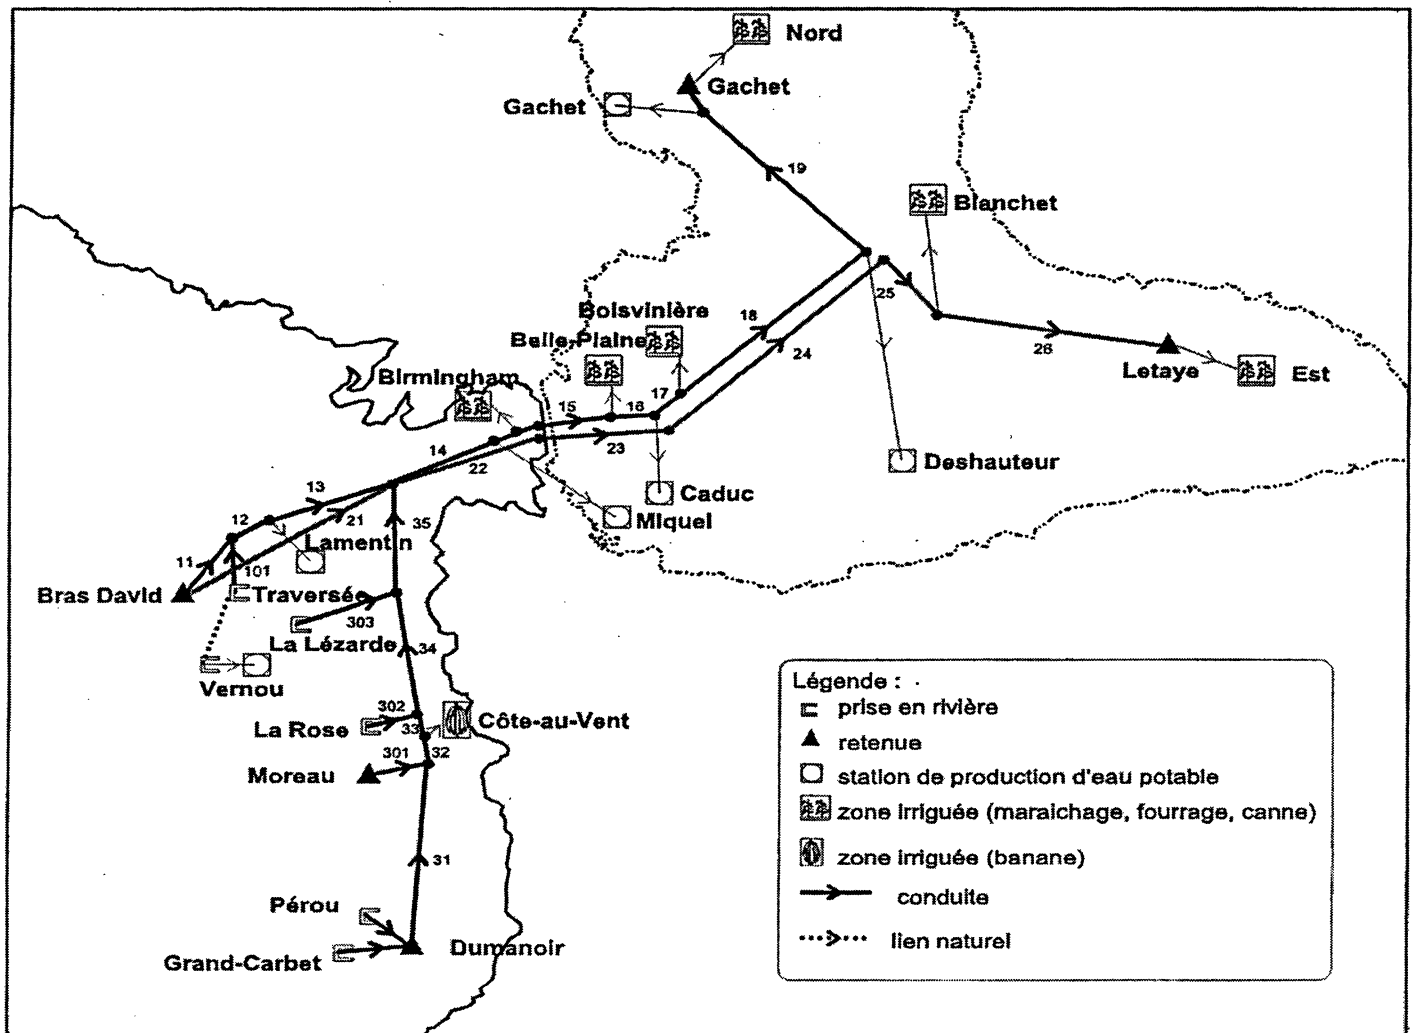 Nord
Gachet
Gachet
19
Blanchet
25
Boisvinière
18
Belle-Plaine
24
26
Letaye
Est
Birmingham
17
15
16
14
23
22
Deshauteur
13
Caduc
12
21
Miquel
35
Lamentin
11
101
Bras David
Traversée
303
La Lézarde
34
Vernou
302
La Rose
33
Côte-au-Vent
301
32
Moreau
31
Pérou
Grand-Carbet
Dumanoir
Légende :
prise en rivière
retenue
station de production d'eau potable
zone irriguée (maraichage, fourrage, canne)
zone irriguée (banane)
conduite
lien naturel